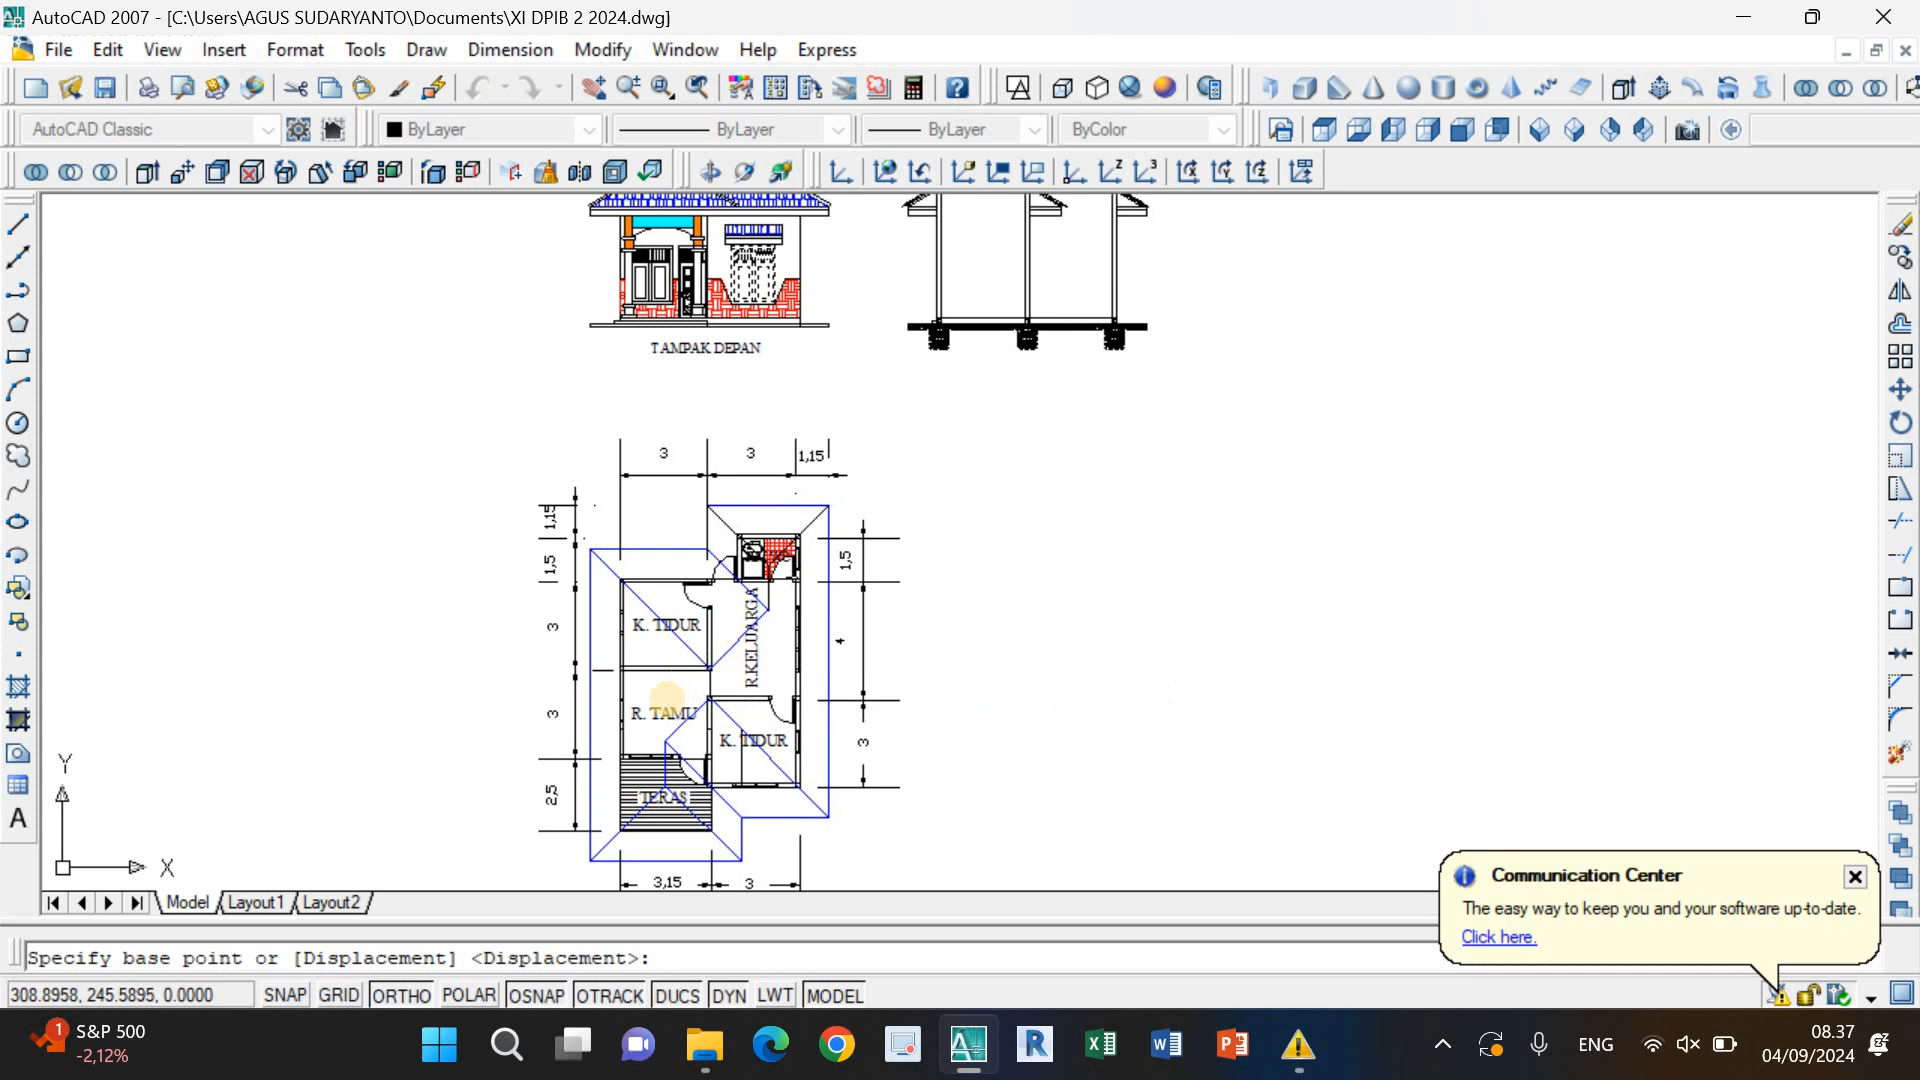 AutoCAD 2007 - [C:\Users\AGUS SUDARYANTO\Documents\XI DPIB 2 2024.dwg]
File Edit View Insert Format Tools Draw Dimension Modify Window Help Express
AutoCAD Classic ByLayer ByLayer ByLayer ByColor
TAMPAK DEPAN
3 3 1,15
1,15
1,5
3
3
2,5
1,5
4
3
K. TIDUR
R.KELUARGA
R. TAMU
K. TIDUR
TERAS
3,15 3
Y
X
Model Layout1 Layout2
Communication Center
The easy way to keep you and your software up-to-date.
Click here.
Specify base point or [Displacement] <Displacement>:
308.8958, 245.5895, 0.0000 SNAP GRID ORTHO POLAR OSNAP OTRACK DUCS DYN LWT MODEL
1 S&P 500
-2,12%
ENG
08.37
04/09/2024